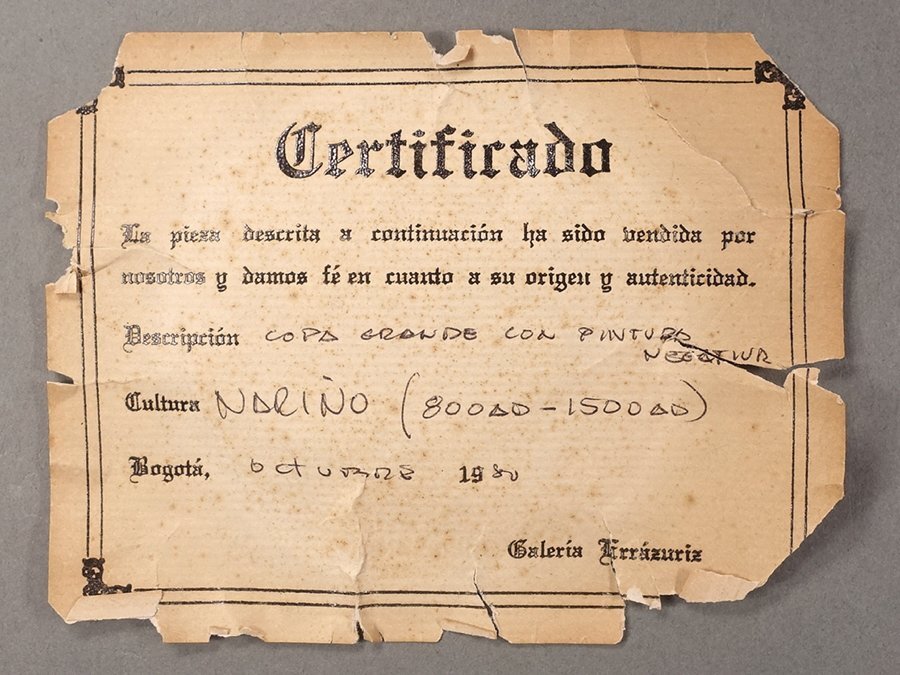 Certificado
La pieza descrita a continuación ha sido vendida por
nosotros y damos fé en cuanto a su origen y autenticidad.
Descripción COPA GRANDE CON PINTURA
NEGATIVA
Cultura NARIÑO (800AD-1500AD)
Bogotá, OCTUBRE 1980
Galería Errázuriz